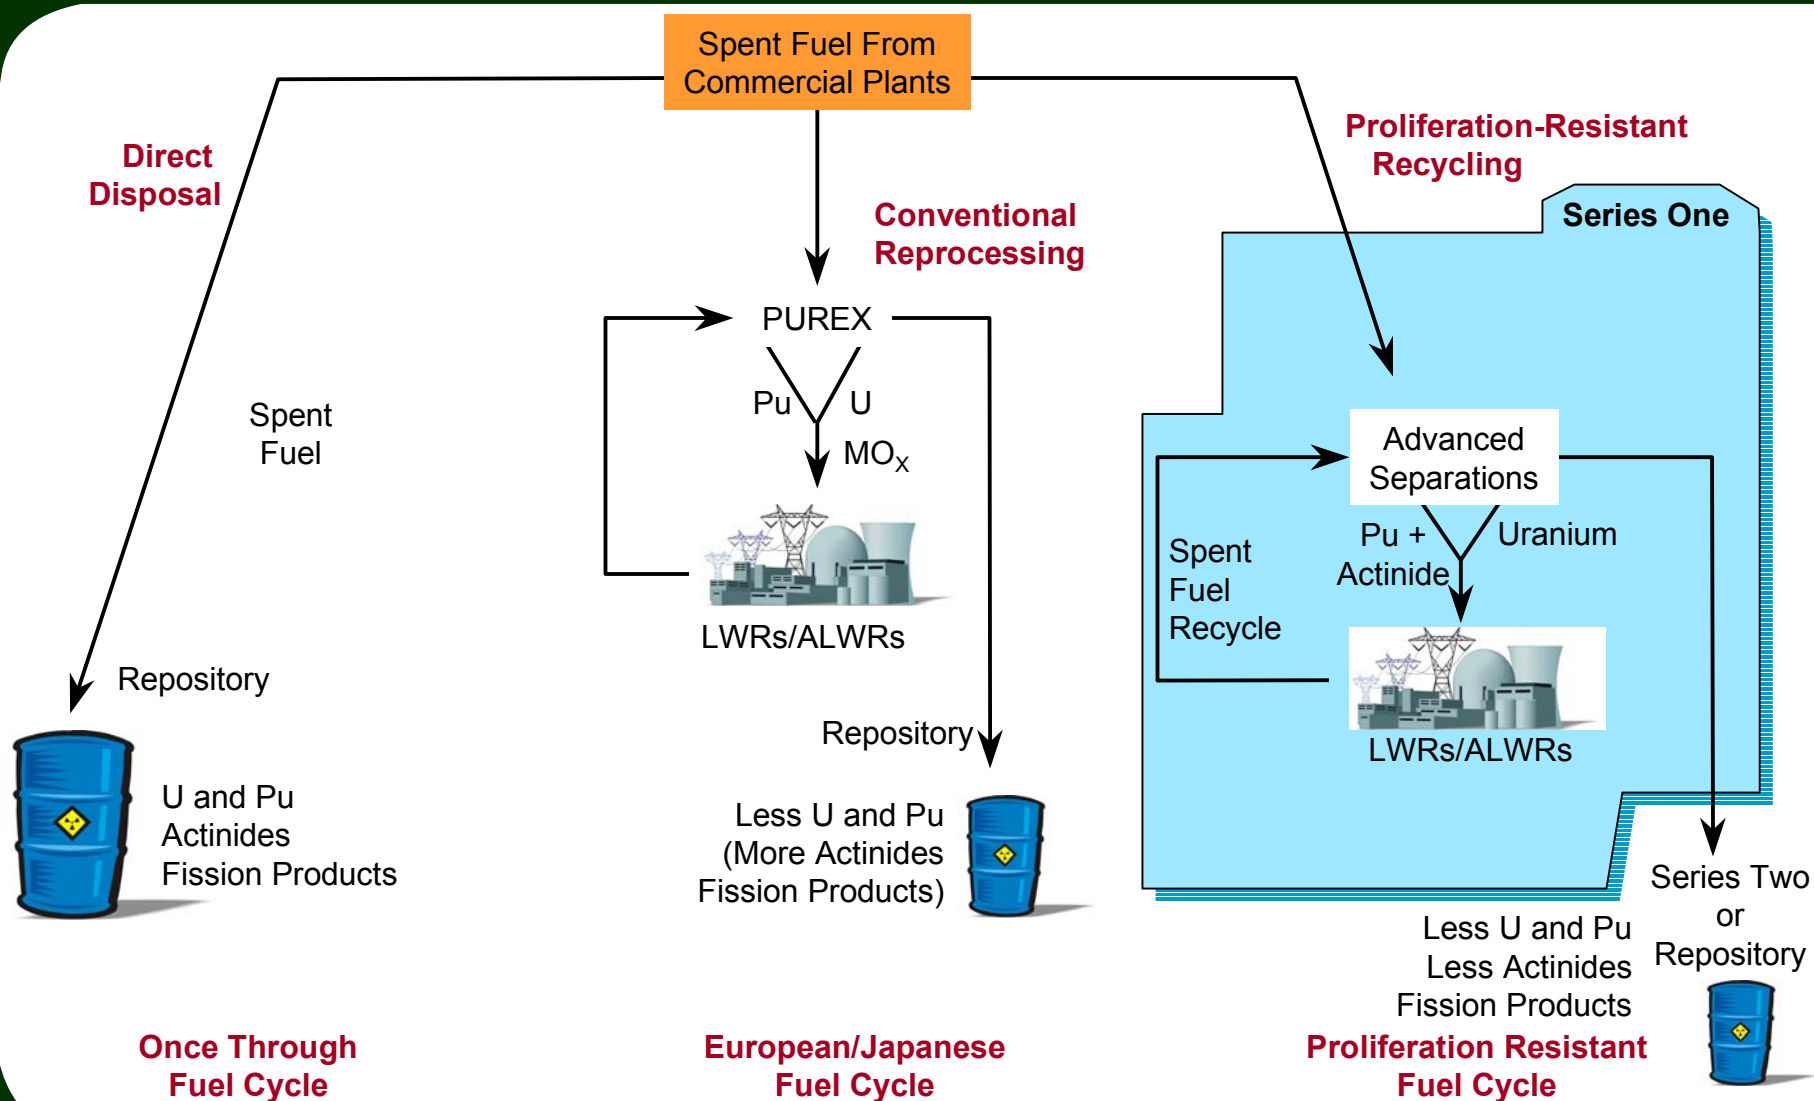 Spent Fuel From
Commercial Plants
Direct
Disposal
Spent
Fuel
Repository
U and Pu
Actinides
Fission Products
Once Through
Fuel Cycle
Conventional
Reprocessing
PUREX
Pu
U
MOX
LWRs/ALWRs
Repository
Less U and Pu
(More Actinides
Fission Products)
European/Japanese
Fuel Cycle
Proliferation-Resistant
Recycling
Series One
Advanced
Separations
Pu +
Actinide
Uranium
Spent
Fuel
Recycle
LWRs/ALWRs
Series Two
or
Repository
Less U and Pu
Less Actinides
Fission Products
Proliferation Resistant
Fuel Cycle